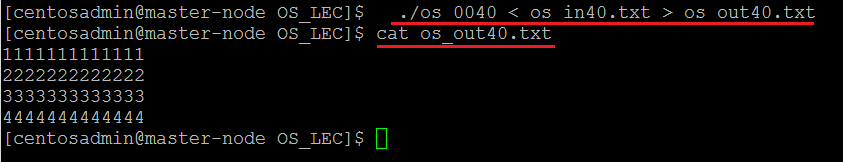 [centosadmin@master-node OS_LEC]$  ./os_0040 < os_in40.txt > os_out40.txt
[centosadmin@master-node OS_LEC]$ cat os_out40.txt
1111111111111
2222222222222
3333333333333
4444444444444
[centosadmin@master-node OS_LEC]$